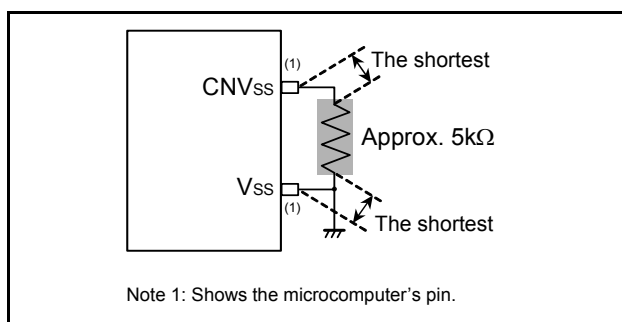 (1)
The shortest
CNVSS
Approx. 5kΩ
VSS
(1)
The shortest
Note 1: Shows the microcomputer's pin.